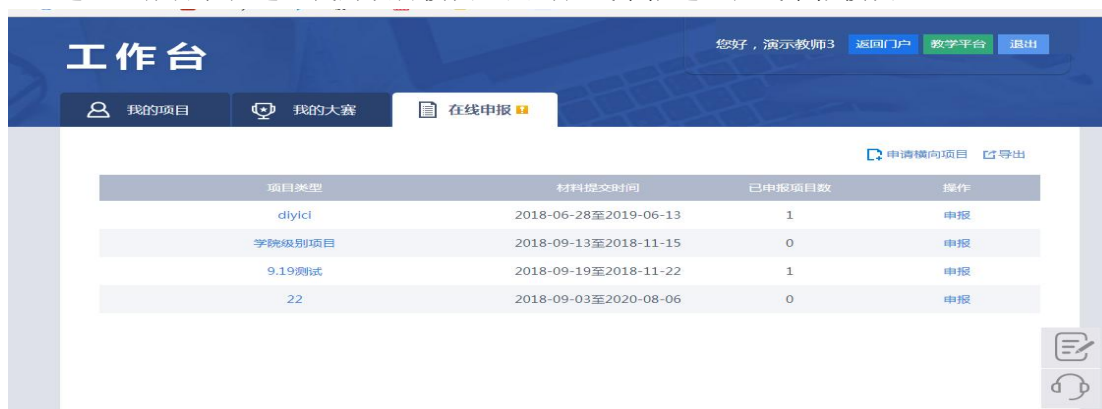 工作台
您好，演示教师3 返回门户 教学平台 退出
我的项目 我的大赛 在线申报
申请横向项目 导出
项目类型 材料提交时间 已申报项目数 操作
diyici 2018-06-28至2019-06-13 1 申报
学院级别项目 2018-09-13至2018-11-15 0 申报
9.19测试 2018-09-19至2018-11-22 1 申报
22 2018-09-03至2020-08-06 0 申报